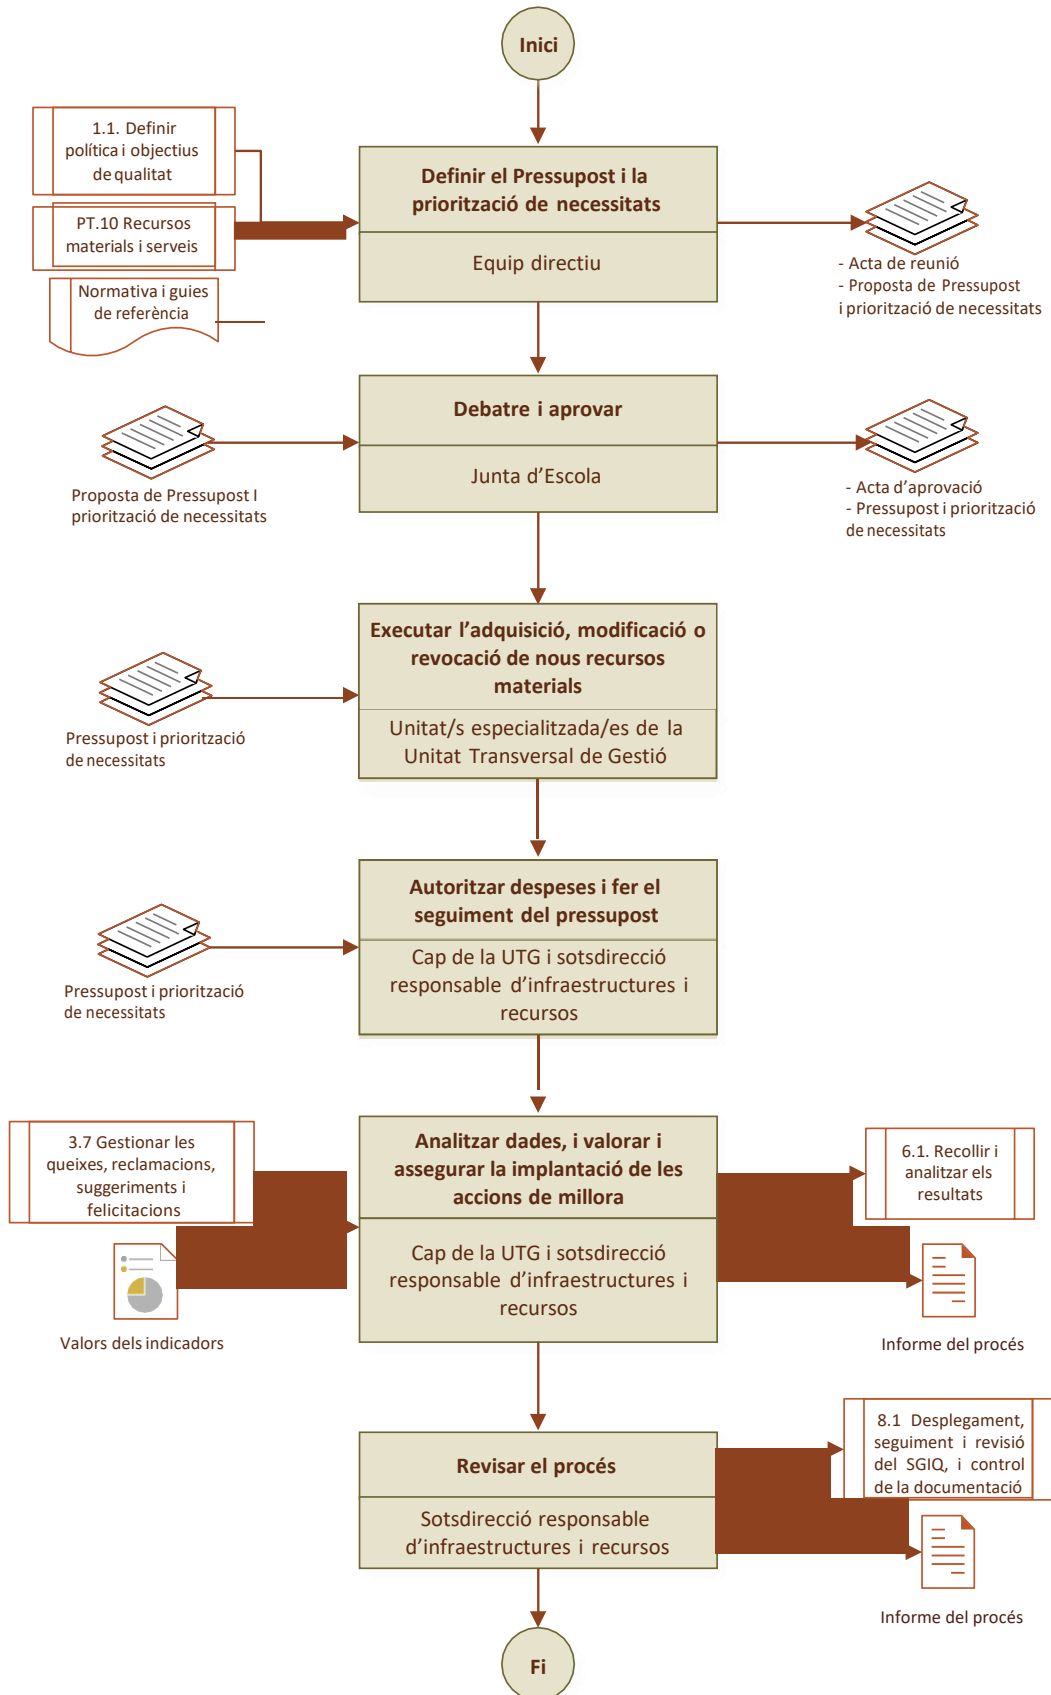 Inici
1.1. Definir
política i objectius
de qualitat
PT.10 Recursos
materials i serveis
Normativa i guies
de referència
Definir el Pressupost i la
priorització de necessitats
Equip directiu
- Acta de reunió
- Proposta de Pressupost
i priorització de necessitats
Proposta de Pressupost I
priorització de necessitats
Debatre i aprovar
Junta d’Escola
- Acta d’aprovació
- Pressupost i priorització
de necessitats
Pressupost i priorització
de necessitats
Executar l’adquisició, modificació o
revocació de nous recursos
materials
Unitat/s especialitzada/es de la
Unitat Transversal de Gestió
Pressupost i priorització
de necessitats
Autoritzar despeses i fer el
seguiment del pressupost
Cap de la UTG i sotsdirecció
responsable d’infraestructures i
recursos
3.7 Gestionar les
queixes, reclamacions,
suggeriments i
felicitacions
Valors dels indicadors
Analitzar dades, i valorar i
assegurar la implantació de les
accions de millora
Cap de la UTG i sotsdirecció
responsable d’infraestructures i
recursos
6.1. Recollir i
analitzar els
resultats
Informe del procés
Revisar el procés
Sotsdirecció responsable
d’infraestructures i recursos
8.1 Desplegament,
seguiment i revisió
del SGIQ, i control
de la documentació
Informe del procés
Fi